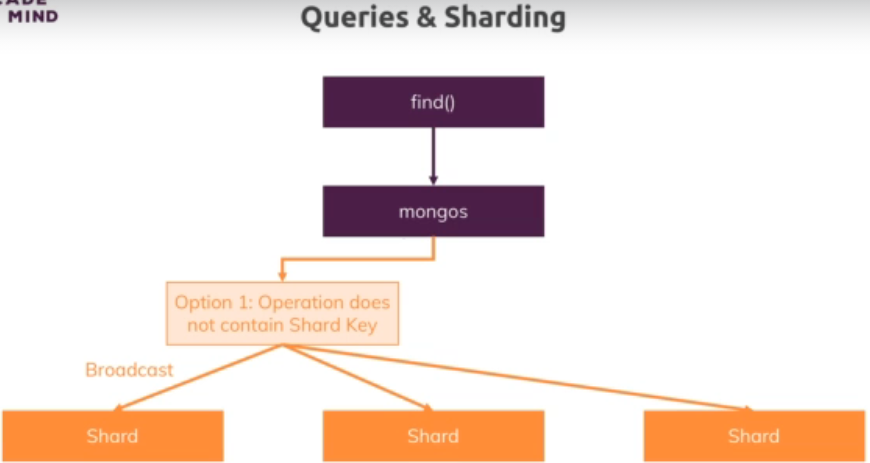 MIND
Queries & Sharding
find()
mongos
Option 1: Operation does
not contain Shard Key
Broadcast
Shard
Shard
Shard